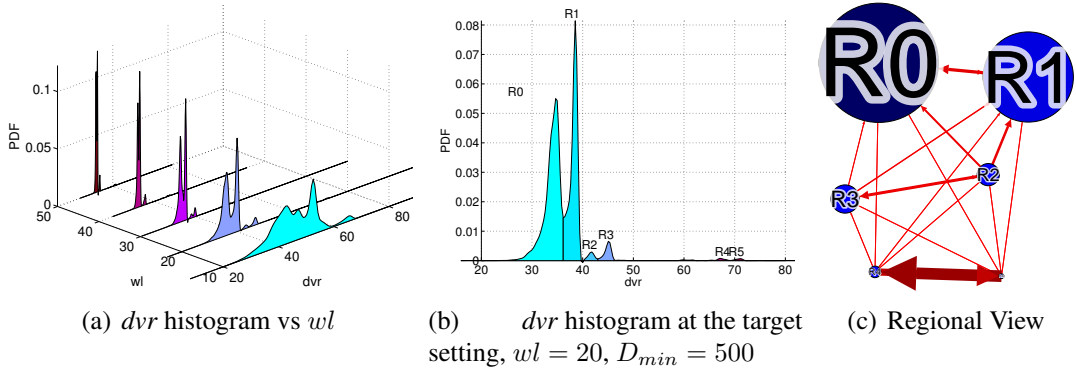 0.1
0.05
0
PDF
50
40
30
20
10
wl
20
40
60
80
dvr
0.08
0.07
0.06
0.05
0.04
0.03
0.02
0.01
0
PDF
R0
R1
R2
R3
R4
R5
20
30
40
50
60
70
80
dvr
R0
R1
R2
R3
(a) dvr histogram vs wl
(b) dvr histogram at the target
setting, wl = 20, D_min = 500
(c) Regional View